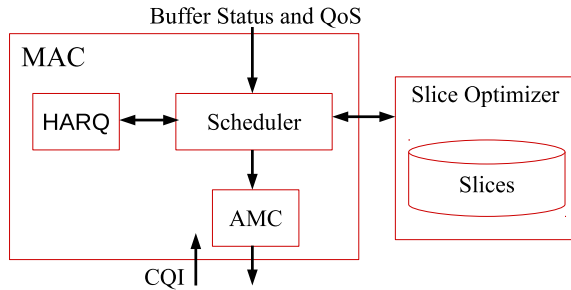 Buffer Status and QoS
MAC
Slice Optimizer
HARQ
Scheduler
Slices
AMC
CQI